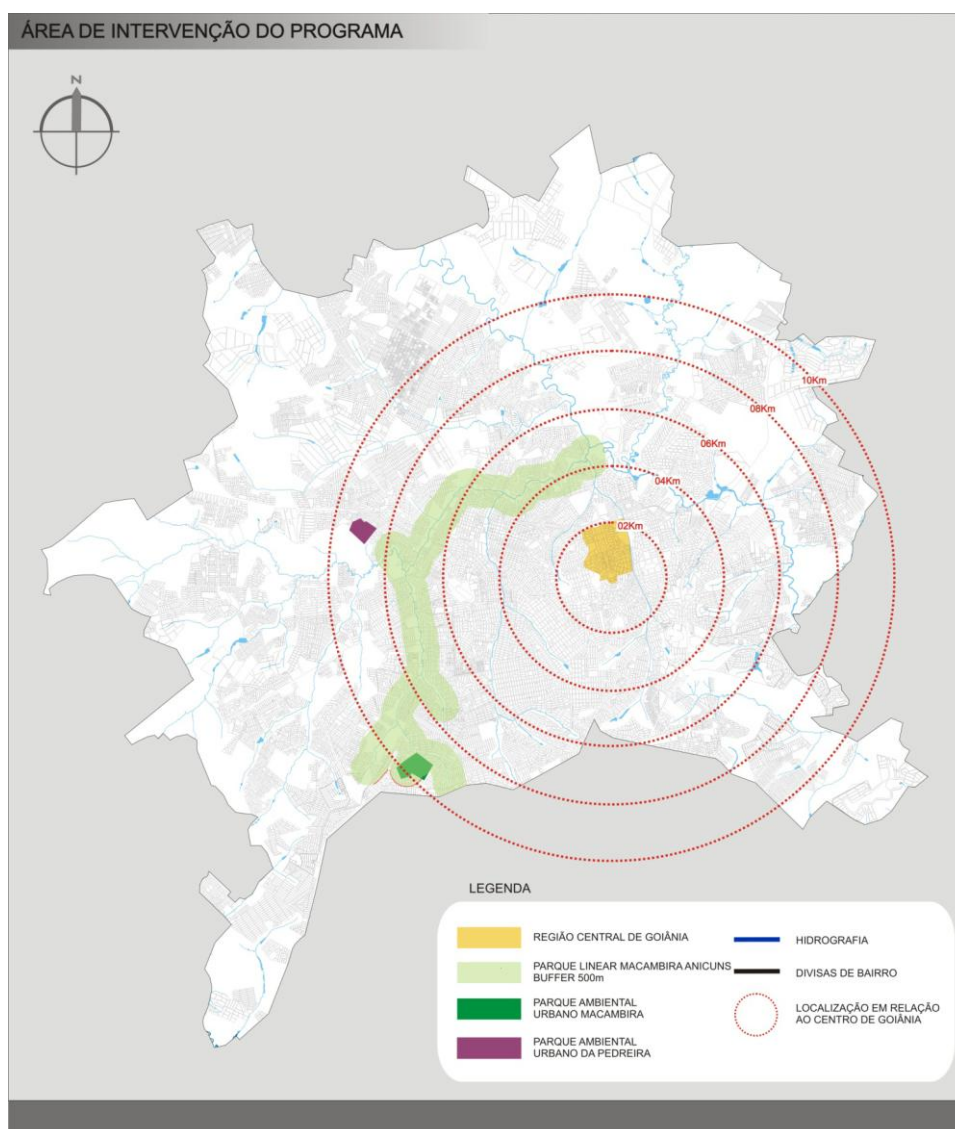 ÁREA DE INTERVENÇÃO DO PROGRAMA
N
10Km
08Km
06Km
04Km
02Km
LEGENDA
REGIÃO CENTRAL DE GOIÂNIA
PARQUE LINEAR MACAMBIRA ANICUNS
BUFFER 500m
PARQUE AMBIENTAL
URBANO MACAMBIRA
PARQUE AMBIENTAL
URBANO DA PEDREIRA
HIDROGRAFIA
DIVISAS DE BAIRRO
LOCALIZAÇÃO EM RELAÇÃO
AO CENTRO DE GOIÂNIA